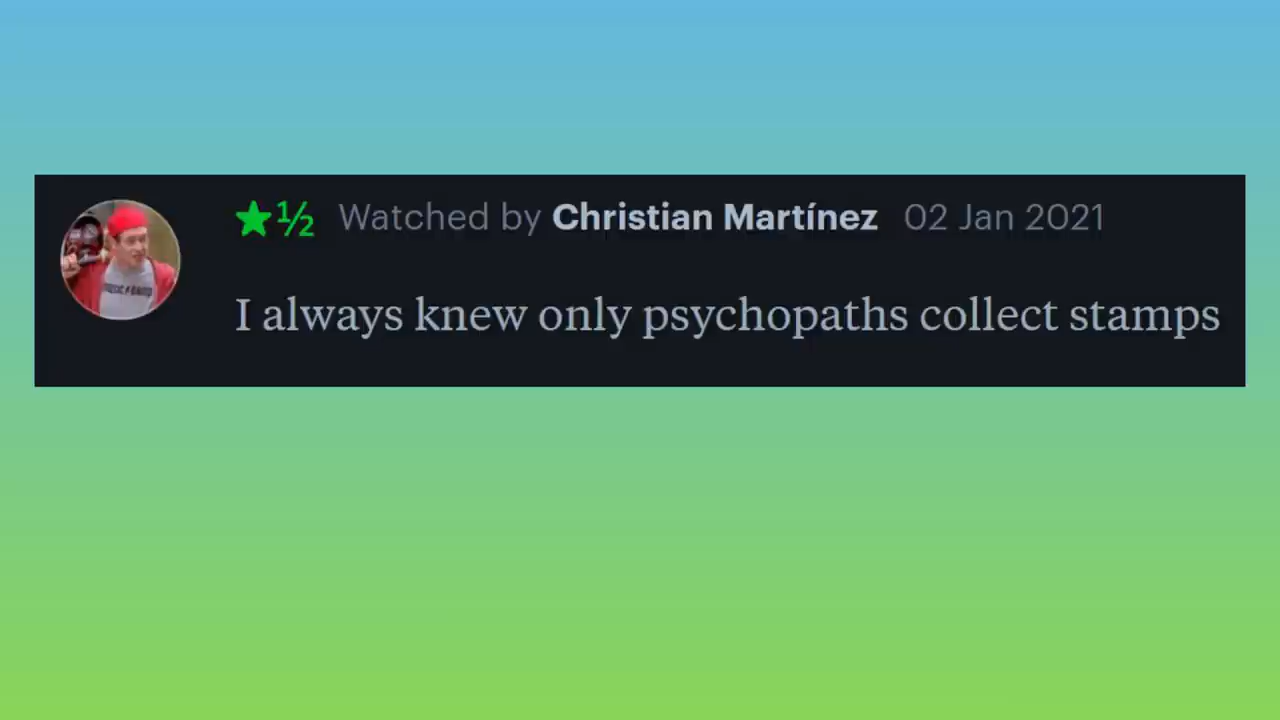 ★½ Watched by Christian Martínez 02 Jan 2021
I always knew only psychopaths collect stamps